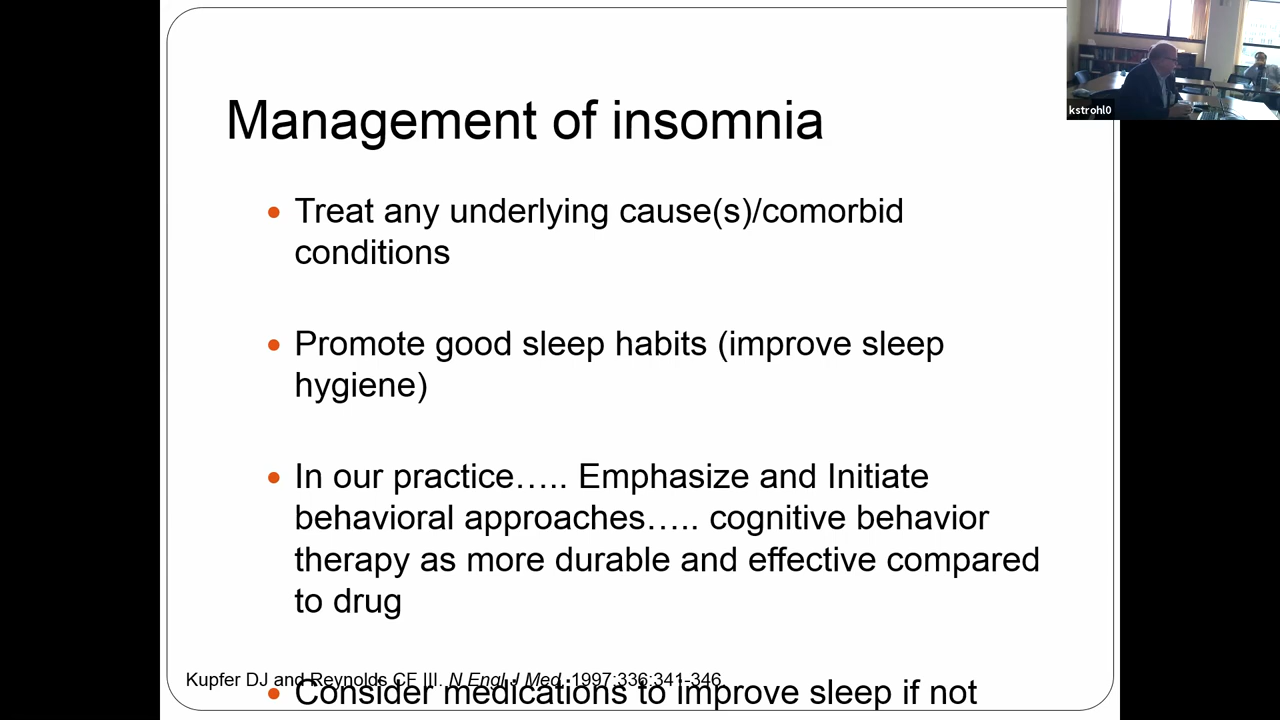 Management of insomnia
kstrohl0
Treat any underlying cause(s)/comorbid
conditions
Promote good sleep habits (improve sleep
hygiene)
In our practice….. Emphasize and Initiate
behavioral approaches….. cognitive behavior
therapy as more durable and effective compared
to drug
Kupfer DJ and Reynolds CF III. N Engl J Med. 1997;336:341-346
Consider medications to improve sleep if not